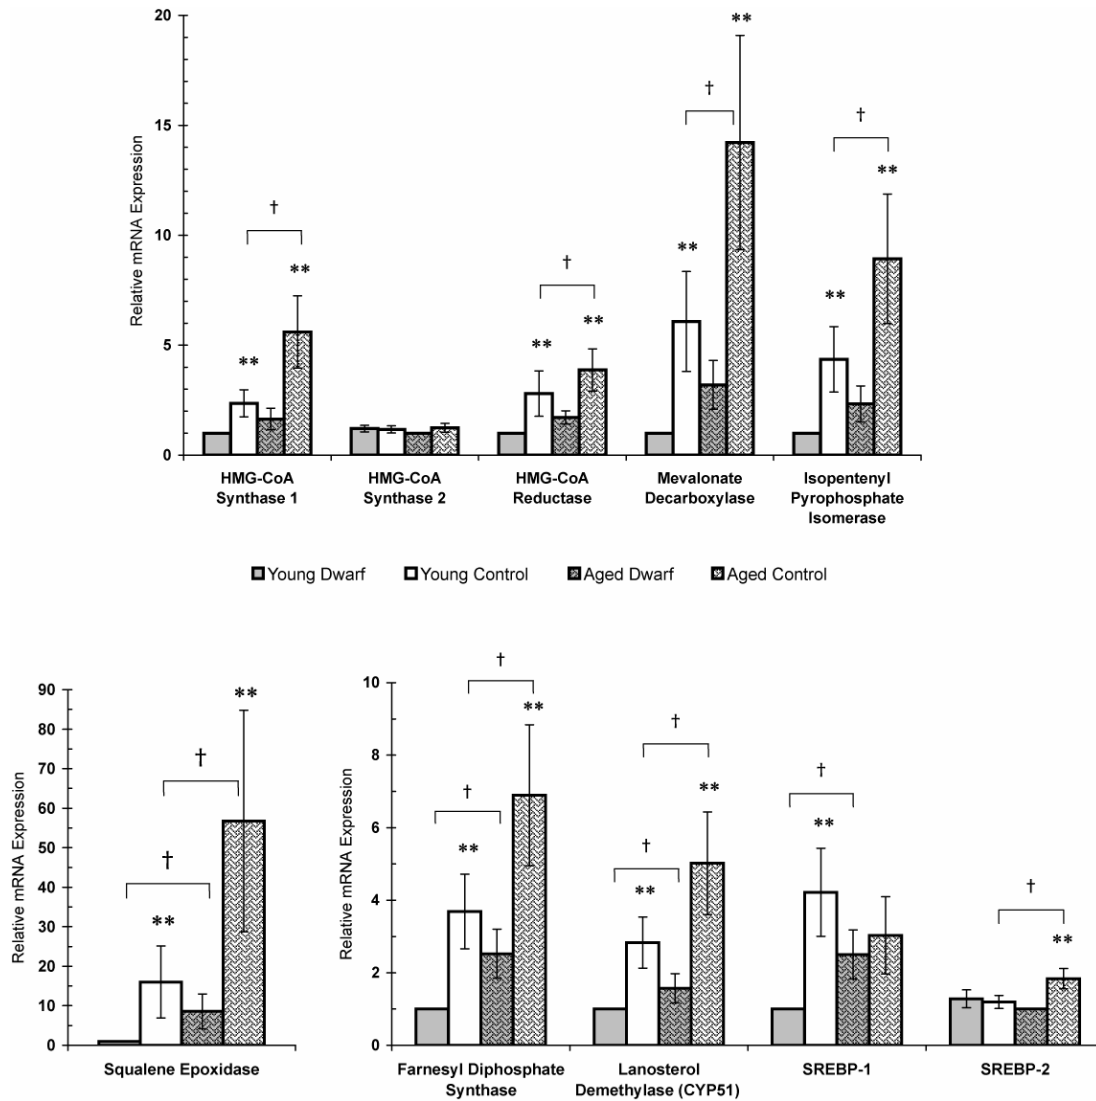 20
15
10
5
0
Relative mRNA Expression
†
**
**
†
**
**
†
**
**
†
**
**
HMG-CoA
Synthase 1
HMG-CoA
Synthase 2
HMG-CoA
Reductase
Mevalonate
Decarboxylase
Isopentenyl
Pyrophosphate
Isomerase
Young Dwarf
Young Control
Aged Dwarf
Aged Control
90
80
70
60
50
40
30
20
10
0
Relative mRNA Expression
**
†
†
**
Squalene Epoxidase
10
8
6
4
2
0
Relative mRNA Expression
†
**
†
**
†
**
†
**
†
**
†
**
Farnesyl Diphosphate
Synthase
Lanosterol
Demethylase (CYP51)
SREBP-1
SREBP-2